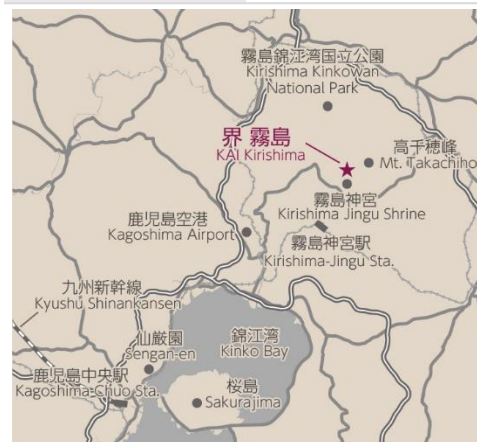 霧島錦江湾国立公園
Kirishima Kinkowan
National Park
界 霧島
KAI Kirishima
高千穂峰
Mt. Takachiho
霧島神宮
Kirishima Jingu Shrine
鹿児島空港
Kagoshima Airport
霧島神宮駅
Kirishima-Jingu Sta.
九州新幹線
Kyushu Shinankansen
仙巌園
Sengan-en
錦江湾
Kinko Bay
鹿児島中央駅
Kagoshima-Chuo Sta.
桜島
Sakurajima